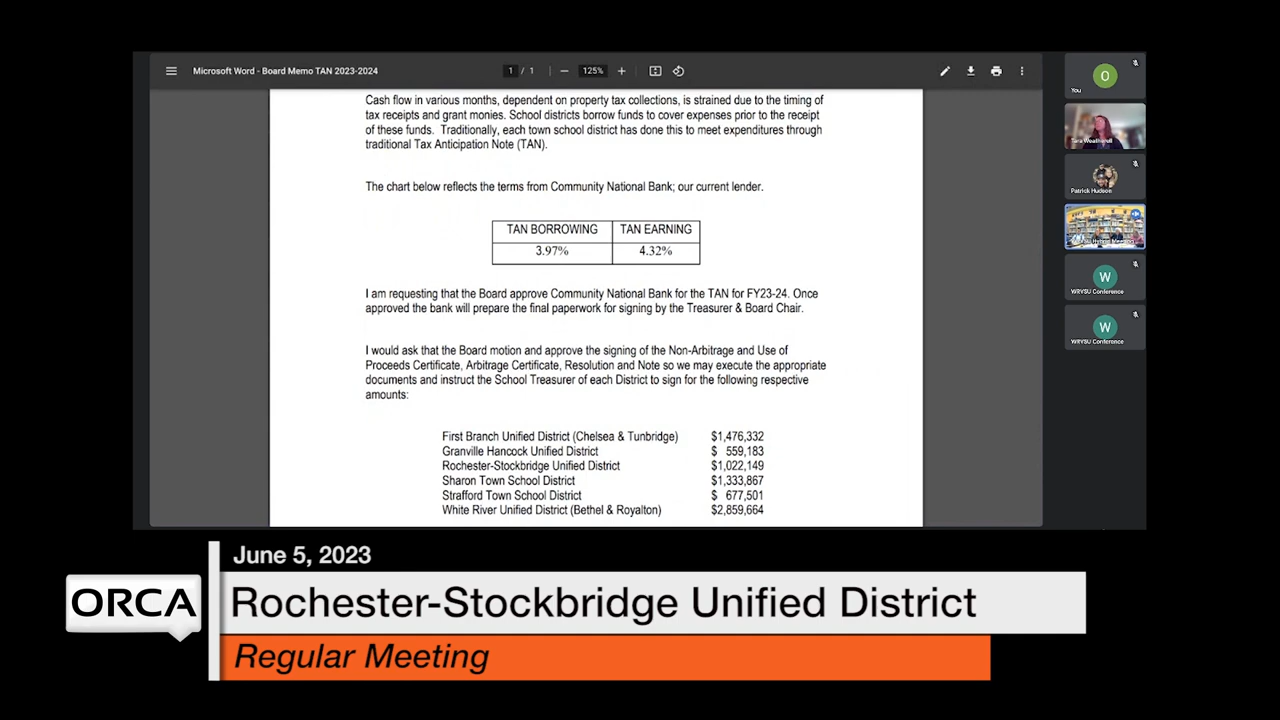 Microsoft Word - Board Memo TAN 2023-2024
1 / 1
125%
Cash flow in various months, dependent on property tax collections, is strained due to the timing of
tax receipts and grant monies. School districts borrow funds to cover expenses prior to the receipt
of these funds. Traditionally, each town school district has done this to meet expenditures through
traditional Tax Anticipation Note (TAN).
The chart below reflects the terms from Community National Bank; our current lender.
TAN BORROWING TAN EARNING
3.97% 4.32%
I am requesting that the Board approve Community National Bank for the TAN for FY23-24. Once
approved the bank will prepare the final paperwork for signing by the Treasurer & Board Chair.
I would ask that the Board motion and approve the signing of the Non-Arbitrage and Use of
Proceeds Certificate, Arbitrage Certificate, Resolution and Note so we may execute the appropriate
documents and instruct the School Treasurer of each District to sign for the following respective
amounts:
First Branch Unified District (Chelsea & Tunbridge) $1,476,332
Granville Hancock Unified District $ 559,183
Rochester-Stockbridge Unified District $1,022,149
Sharon Town School District $1,333,867
Strafford Town School District $ 677,501
White River Unified District (Bethel & Royalton) $2,859,664
O
You
Tara Weatherell
Patrick Hudson
Hybrid Meeting
W
WRVSU Conference
W
WRVSU Conference
June 5, 2023
ORCA
Rochester-Stockbridge Unified District
Regular Meeting